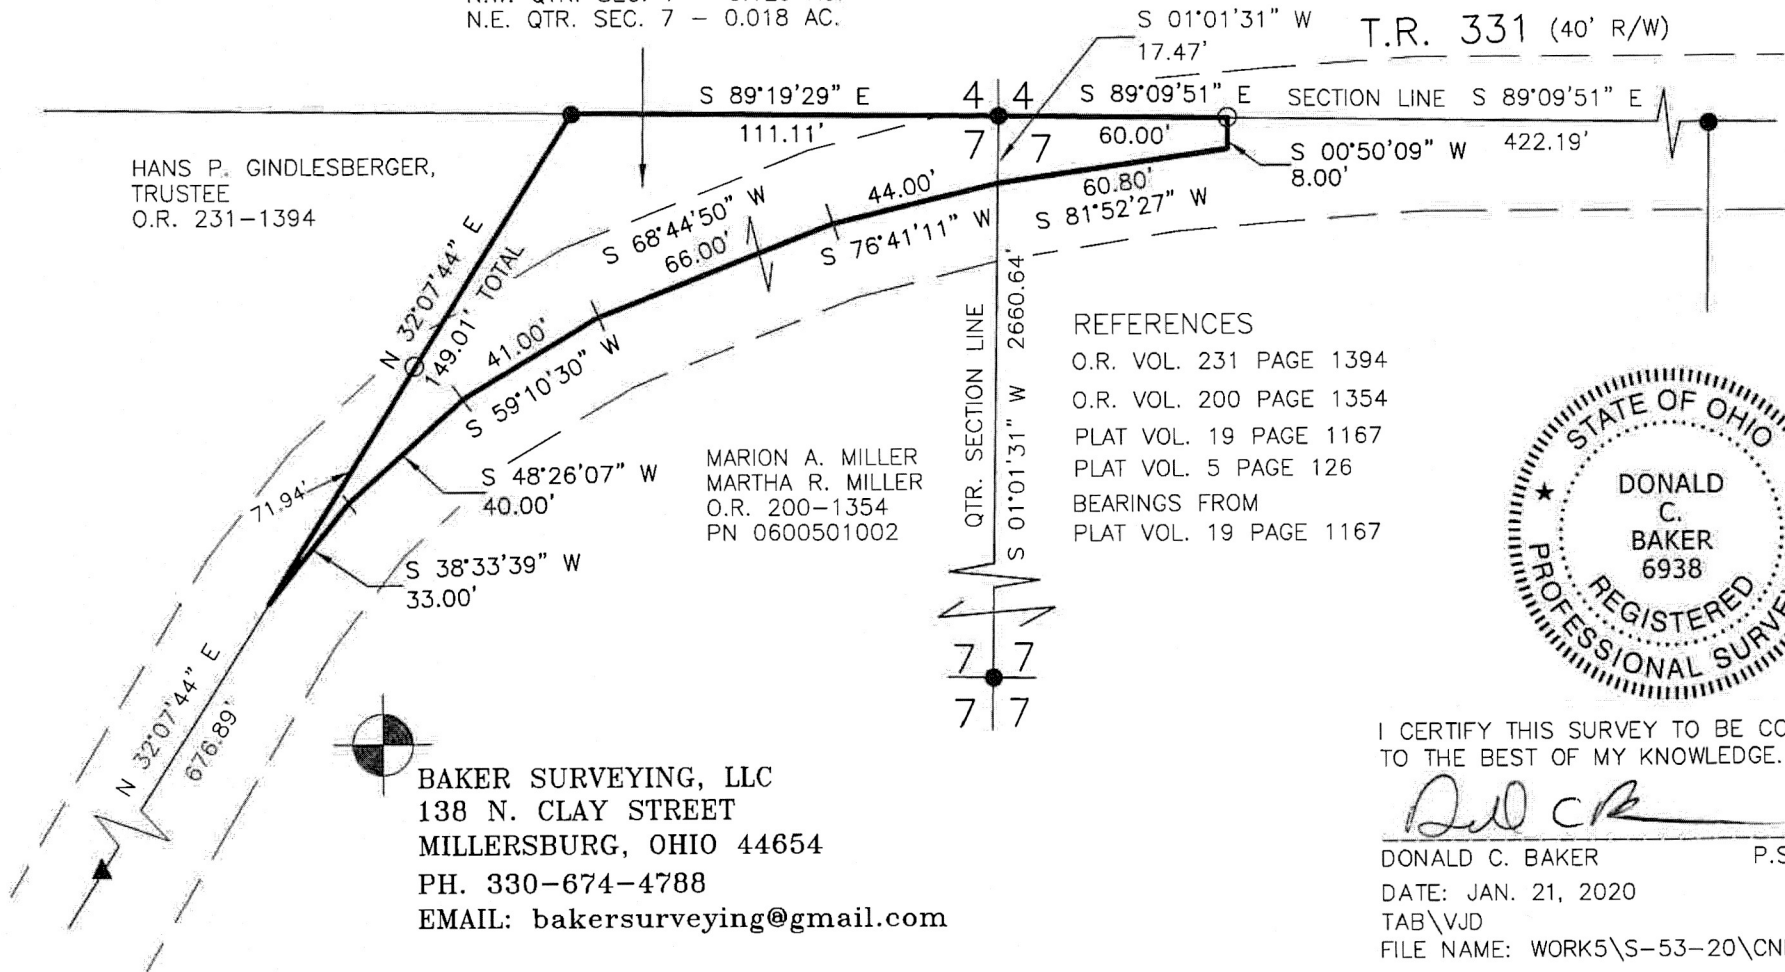 N.E. QTR. SEC. 7 – 0.018 AC.
S 01°01'31" W
17.47'
T.R. 331 (40' R/W)
S 89°19'29" E
111.11'
4 4
7 7
S 89°09'51" E
60.00'
SECTION LINE S 89°09'51" E
422.19'
S 00°50'09" W
8.00'
HANS P. GINDLESBERGER,
TRUSTEE
O.R. 231–1394
N 32°07'44" E
149.01' TOTAL
S 68°44'50" W
66.00'
44.00'
S 76°41'11" W
60.80'
S 81°52'27" W
41.00'
S 59°10'30" W
71.94'
S 48°26'07" W
40.00'
S 38°33'39" W
33.00'
MARION A. MILLER
MARTHA R. MILLER
O.R. 200–1354
PN 0600501002
QTR. SECTION LINE
S 01°01'31" W 2660.64'
7 7
7 7
REFERENCES
O.R. VOL. 231 PAGE 1394
O.R. VOL. 200 PAGE 1354
PLAT VOL. 19 PAGE 1167
PLAT VOL. 5 PAGE 126
BEARINGS FROM
PLAT VOL. 19 PAGE 1167
STATE OF OHIO
DONALD
C.
BAKER
6938
REGISTERED
PROFESSIONAL SURVE
N 32°07'44" E
676.89'
BAKER SURVEYING, LLC
138 N. CLAY STREET
MILLERSBURG, OHIO 44654
PH. 330–674–4788
EMAIL: bakersurveying@gmail.com
I CERTIFY THIS SURVEY TO BE CO
TO THE BEST OF MY KNOWLEDGE.
DONALD C. BAKER P.S
DATE: JAN. 21, 2020
TAB\VJD
FILE NAME: WORK5\S–53–20\CN